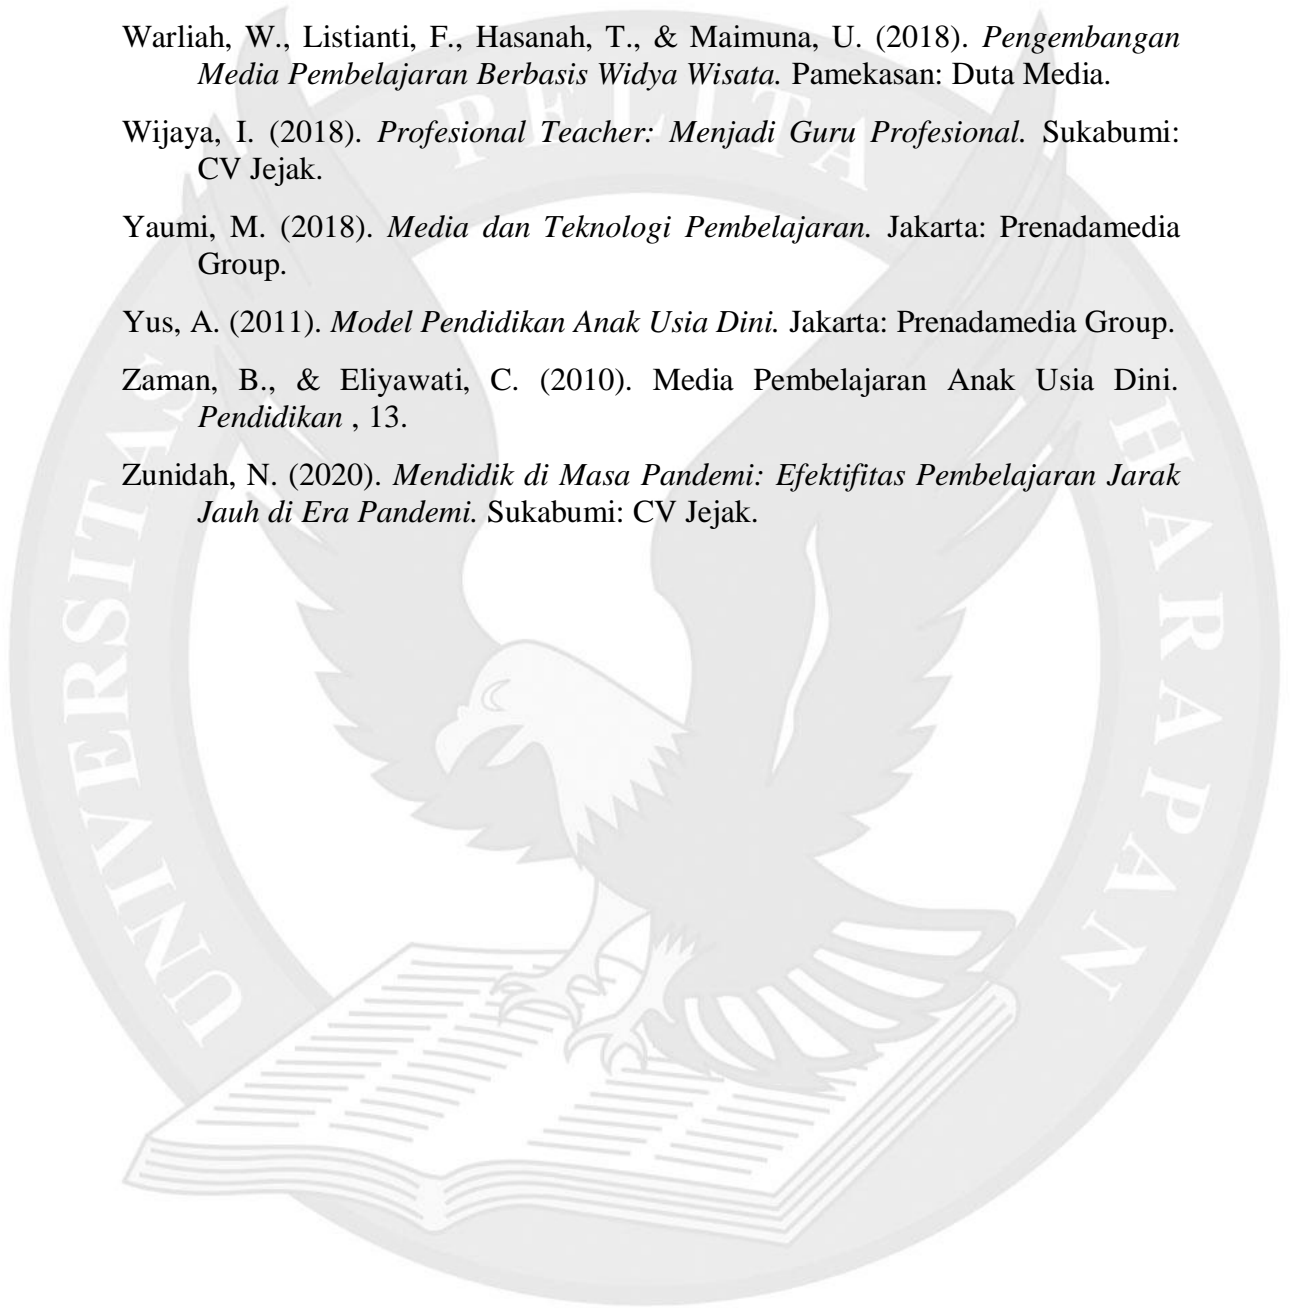 Warliah, W., Listianti, F., Hasanah, T., & Maimuna, U. (2018). Pengembangan
Media Pembelajaran Berbasis Widya Wisata. Pamekasan: Duta Media.
Wijaya, I. (2018). Profesional Teacher: Menjadi Guru Profesional. Sukabumi:
CV Jejak.
Yaumi, M. (2018). Media dan Teknologi Pembelajaran. Jakarta: Prenadamedia
Group.
Yus, A. (2011). Model Pendidikan Anak Usia Dini. Jakarta: Prenadamedia Group.
Zaman, B., & Eliyawati, C. (2010). Media Pembelajaran Anak Usia Dini.
Pendidikan , 13.
Zunidah, N. (2020). Mendidik di Masa Pandemi: Efektifitas Pembelajaran Jarak
Jauh di Era Pandemi. Sukabumi: CV Jejak.
UNIVERSITAS PELITA HARAPAN